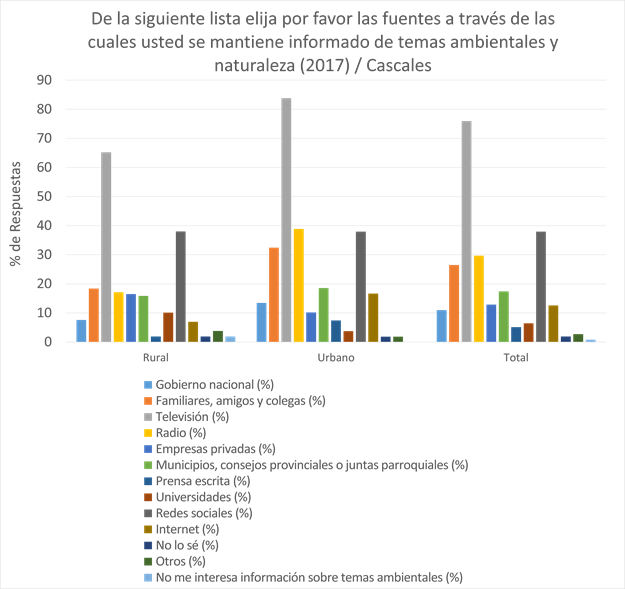 De la siguiente lista elija por favor las fuentes a través de las
cuales usted se mantiene informado de temas ambientales y
naturaleza (2017) / Cascales
% de Respuestas
90
80
70
60
50
40
30
20
10
0
Rural
Urbano
Total
Gobierno nacional (%)
Familiares, amigos y colegas (%)
Televisión (%)
Radio (%)
Empresas privadas (%)
Municipios, consejos provinciales o juntas parroquiales (%)
Prensa escrita (%)
Universidades (%)
Redes sociales (%)
Internet (%)
No lo sé (%)
Otros (%)
No me interesa información sobre temas ambientales (%)